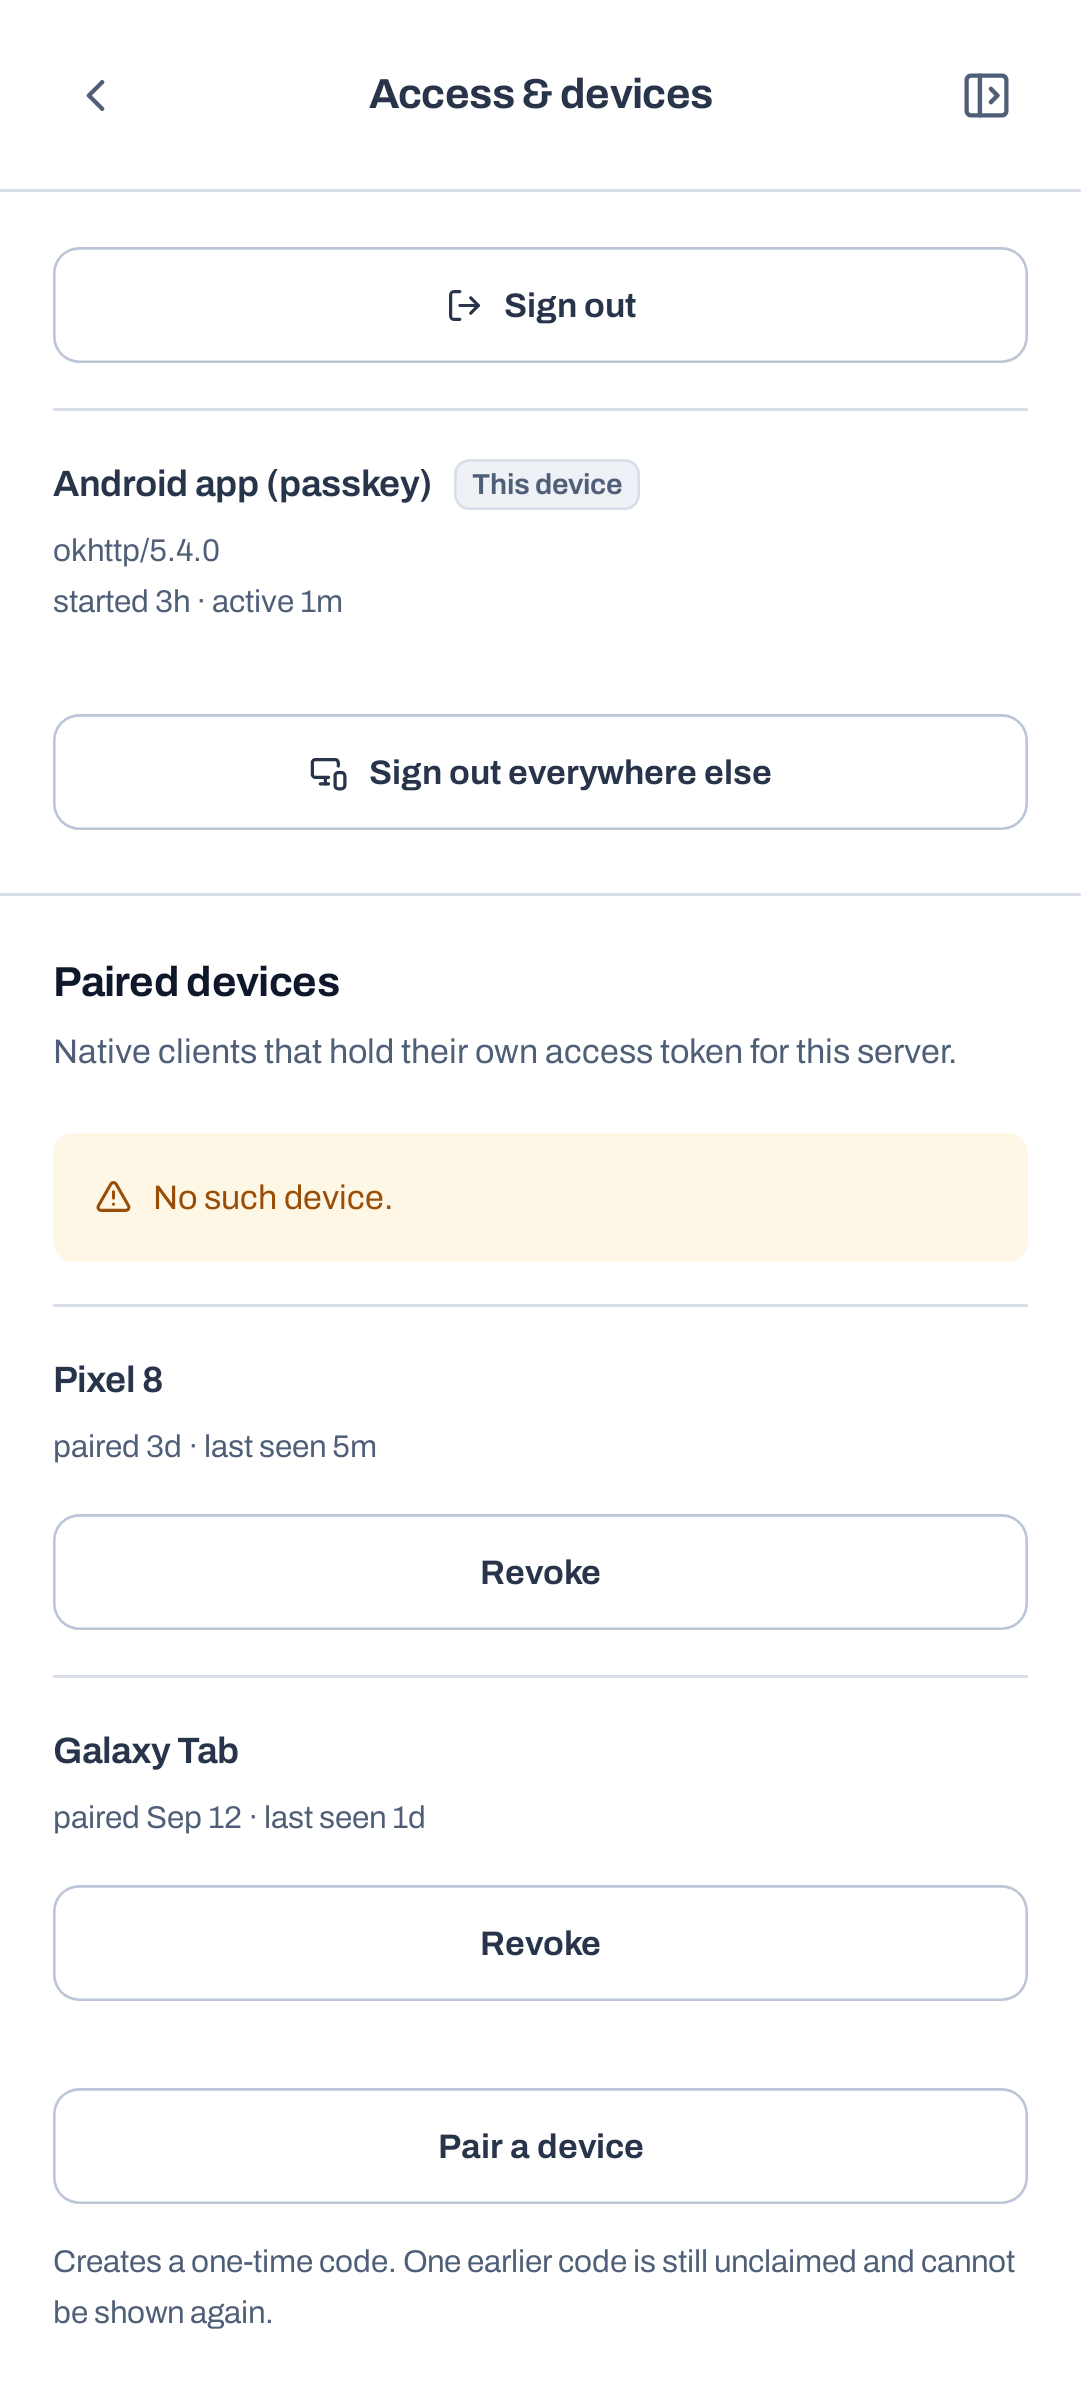 Access & devices
Sign out
Android app (passkey) This device
okhttp/5.4.0
started 3h · active 1m
Sign out everywhere else
Paired devices
Native clients that hold their own access token for this server.
No such device.
Pixel 8
paired 3d · last seen 5m
Revoke
Galaxy Tab
paired Sep 12 · last seen 1d
Revoke
Pair a device
Creates a one-time code. One earlier code is still unclaimed and cannot
be shown again.